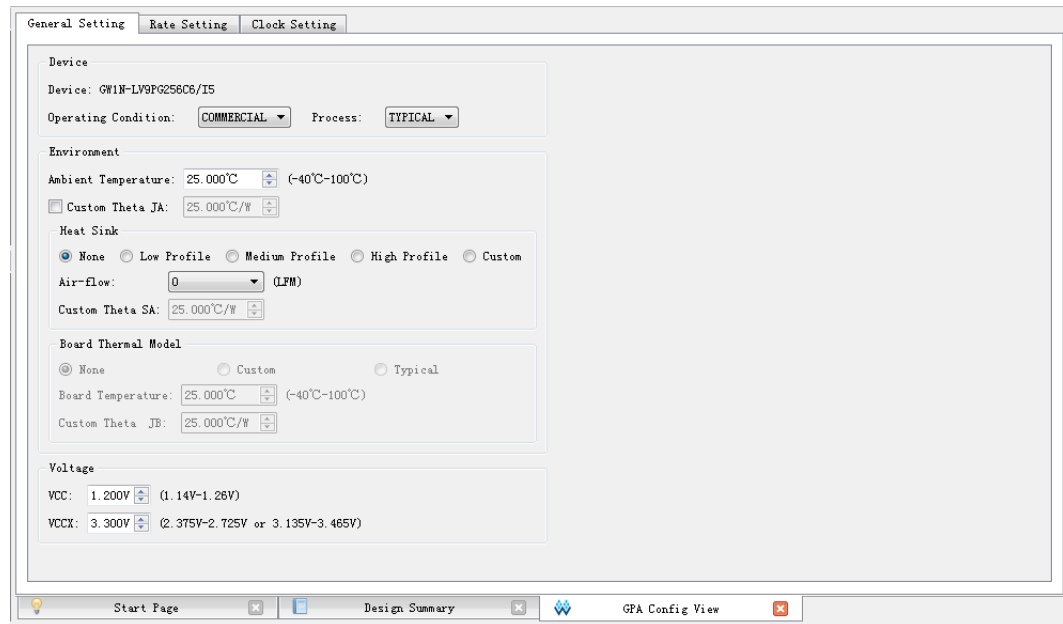 General Setting Rate Setting Clock Setting
Device
Device: GW1N-LV9PG256C6/I5
Operating Condition: COMMERCIAL Process: TYPICAL
Environment
Ambient Temperature: 25.000℃ (-40℃-100℃)
Custom Theta JA: 25.000℃/W
Heat Sink
None Low Profile Medium Profile High Profile Custom
Air-flow: 0 (LFM)
Custom Theta SA: 25.000℃/W
Board Thermal Model
None Custom Typical
Board Temperature: 25.000℃ (-40℃-100℃)
Custom Theta JB: 25.000℃/W
Voltage
VCC: 1.200V (1.14V-1.26V)
VCCX: 3.300V (2.375V-2.725V or 3.135V-3.465V)
Start Page Design Summary GPA Config View